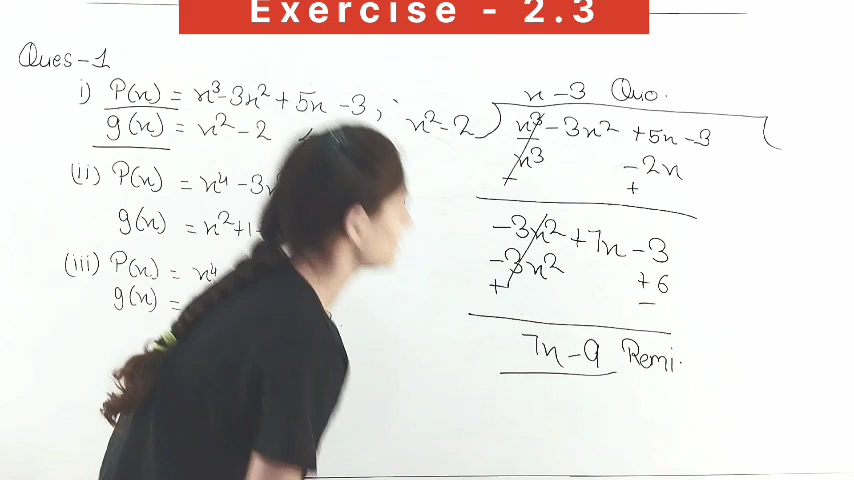 Exercise - 2.3
Ques-1
i) P(x) = x³-3x²+5x-3,
g(x) = x²-2
(ii) P(x) = x⁴-3x
g(x) = x²+1-
(iii) P(x) = x⁴
g(x) =
x-3 Quo.
x²-2) x³-3x²+5x-3
x³ -2x
- +
-3x²+7x-3
-3x² +6
+ -
7x-9 Remi.